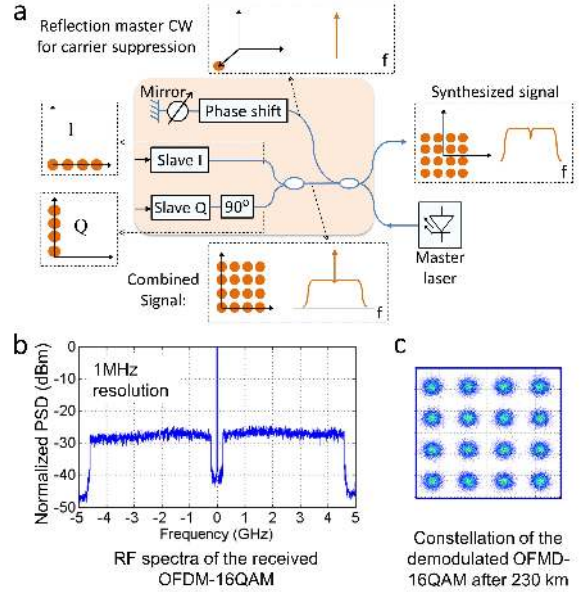 a
Reflection master CW
for carrier suppression
f
Mirror
Phase shift
Synthesized signal
I
Slave I
f
Q
Slave Q
90°
Master
laser
Combined
Signal:
f
b
c
Normalized PSD (dBm)
0
-10
-20
-30
-40
-50
1MHz
resolution
-5 -4 -3 -2 -1 0 1 2 3 4 5
Frequency (GHz)
RF spectra of the received
OFDM-16QAM
Constellation of the
demodulated OFMD-
16QAM after 230 km